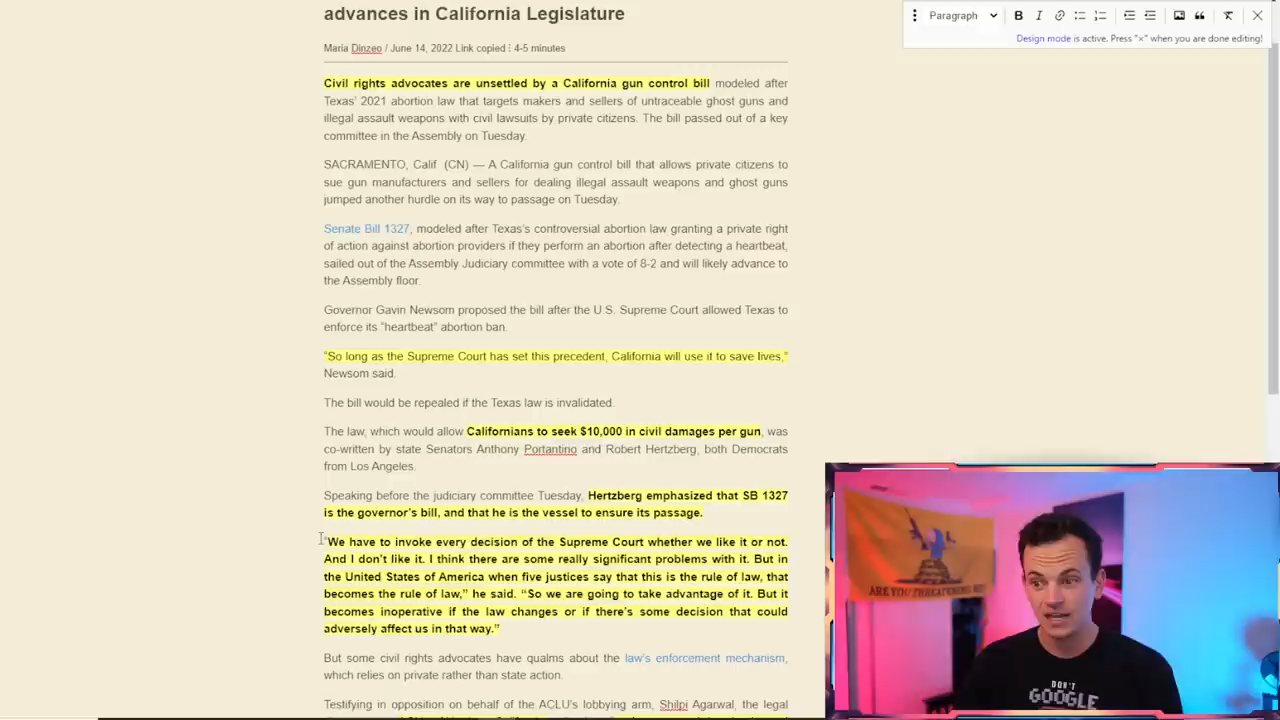 advances in California Legislature
Paragraph
B I
Design mode is active. Press "×" when you are done editing!
Maria Dinzeo / June 14, 2022 Link copied ⋮ 4-5 minutes
Civil rights advocates are unsettled by a California gun control bill modeled after
Texas' 2021 abortion law that targets makers and sellers of untraceable ghost guns and
illegal assault weapons with civil lawsuits by private citizens. The bill passed out of a key
committee in the Assembly on Tuesday.
SACRAMENTO, Calif (CN) — A California gun control bill that allows private citizens to
sue gun manufacturers and sellers for dealing illegal assault weapons and ghost guns
jumped another hurdle on its way to passage on Tuesday.
Senate Bill 1327, modeled after Texas's controversial abortion law granting a private right
of action against abortion providers if they perform an abortion after detecting a heartbeat,
sailed out of the Assembly Judiciary committee with a vote of 8-2 and will likely advance to
the Assembly floor.
Governor Gavin Newsom proposed the bill after the U.S. Supreme Court allowed Texas to
enforce its "heartbeat" abortion ban.
"So long as the Supreme Court has set this precedent, California will use it to save lives,"
Newsom said.
The bill would be repealed if the Texas law is invalidated.
The law, which would allow Californians to seek $10,000 in civil damages per gun, was
co-written by state Senators Anthony Portantino and Robert Hertzberg, both Democrats
from Los Angeles.
Speaking before the judiciary committee Tuesday, Hertzberg emphasized that SB 1327
is the governor's bill, and that he is the vessel to ensure its passage.
"We have to invoke every decision of the Supreme Court whether we like it or not.
And I don't like it. I think there are some really significant problems with it. But in
the United States of America when five justices say that this is the rule of law, that
becomes the rule of law," he said. "So we are going to take advantage of it. But it
becomes inoperative if the law changes or if there's some decision that could
adversely affect us in that way."
But some civil rights advocates have qualms about the law's enforcement mechanism,
which relies on private rather than state action.
Testifying in opposition on behalf of the ACLU's lobbying arm, Shilpi Agarwal, the legal
ARE YOU THREATENING ME?
DON'T
GOOGLE